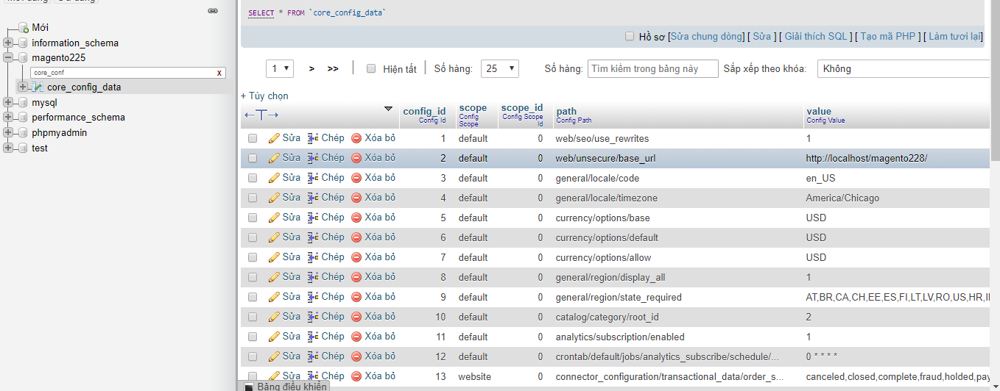 SELECT * FROM `core_config_data`
Hồ sơ [Sửa chung dòng] [ Sửa ] [ Giải thích SQL ] [ Tạo mã PHP ] [ Làm tươi lại]
Mới
information_schema
magento225
core_conf x
core_config_data
mysql
performance_schema
phpmyadmin
test
1 > >> Hiện tất Số hàng: 25 Số hàng: Tìm kiếm trong bảng này Sắp xếp theo khóa: Không
+ Tùy chọn
config_id scope scope_id path value
Config Id Config Scope Config Scope Id Config Path Config Value
Sửa Chép Xóa bỏ 1 default 0 web/seo/use_rewrites 1
Sửa Chép Xóa bỏ 2 default 0 web/unsecure/base_url http://localhost/magento228/
Sửa Chép Xóa bỏ 3 default 0 general/locale/code en_US
Sửa Chép Xóa bỏ 4 default 0 general/locale/timezone America/Chicago
Sửa Chép Xóa bỏ 5 default 0 currency/options/base USD
Sửa Chép Xóa bỏ 6 default 0 currency/options/default USD
Sửa Chép Xóa bỏ 7 default 0 currency/options/allow USD
Sửa Chép Xóa bỏ 8 default 0 general/region/display_all 1
Sửa Chép Xóa bỏ 9 default 0 general/region/state_required AT,BR,CA,CH,EE,ES,FI,LT,LV,RO,US,HR,I
Sửa Chép Xóa bỏ 10 default 0 catalog/category/root_id 2
Sửa Chép Xóa bỏ 11 default 0 analytics/subscription/enabled 1
Sửa Chép Xóa bỏ 12 default 0 crontab/default/jobs/analytics_subscribe/schedule/... 0 * * * *
Sửa Chép Xóa bỏ 13 website connector_configuration/transactional_data/order_s... canceled,closed,complete,fraud,holded,pay
Bảng điều khiển